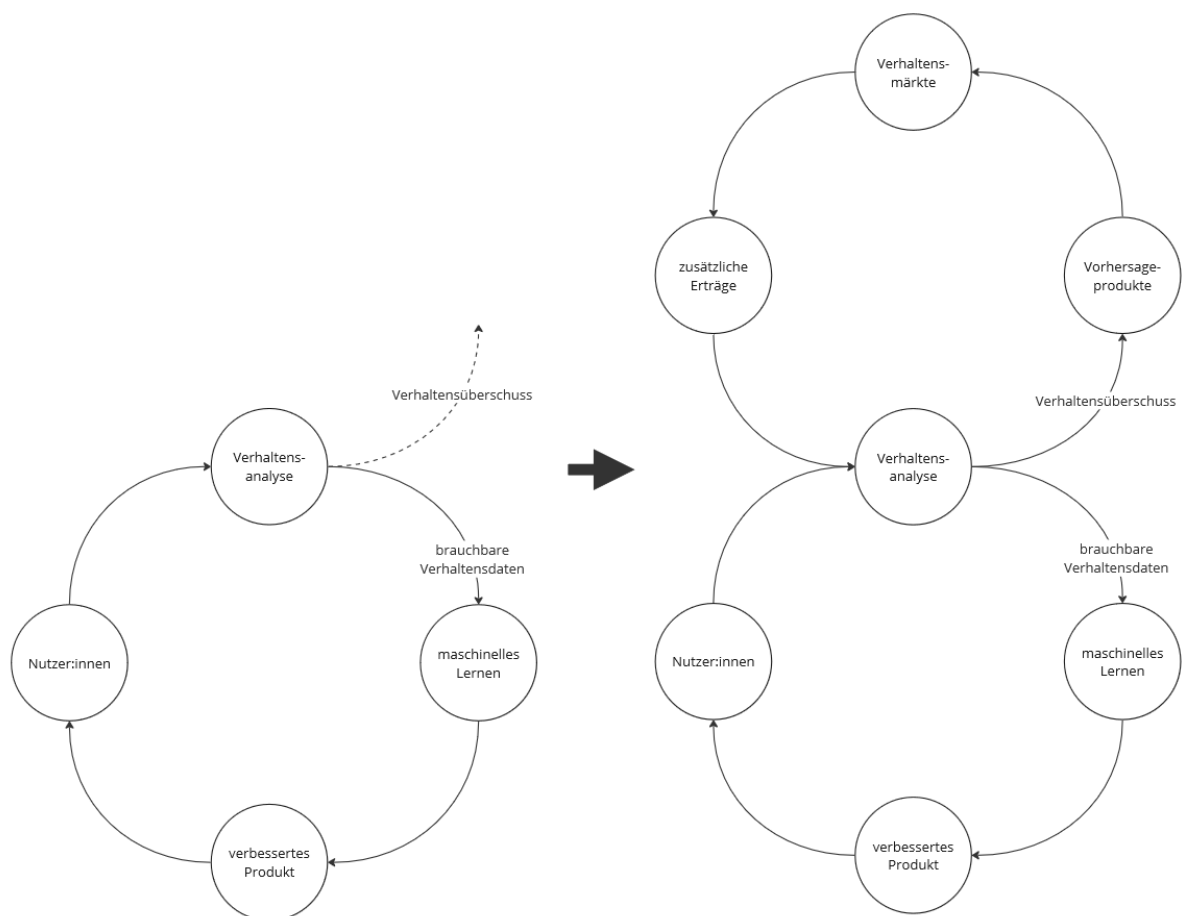 Verhaltens-
analyse
Verhaltensüberschuss
brauchbare
Verhaltensdaten
maschinelles
Lernen
verbessertes
Produkt
Nutzer:innen
Verhaltens-
märkte
zusätzliche
Erträge
Vorhersage-
produkte
Verhaltensüberschuss
Verhaltens-
analyse
brauchbare
Verhaltensdaten
maschinelles
Lernen
verbessertes
Produkt
Nutzer:innen